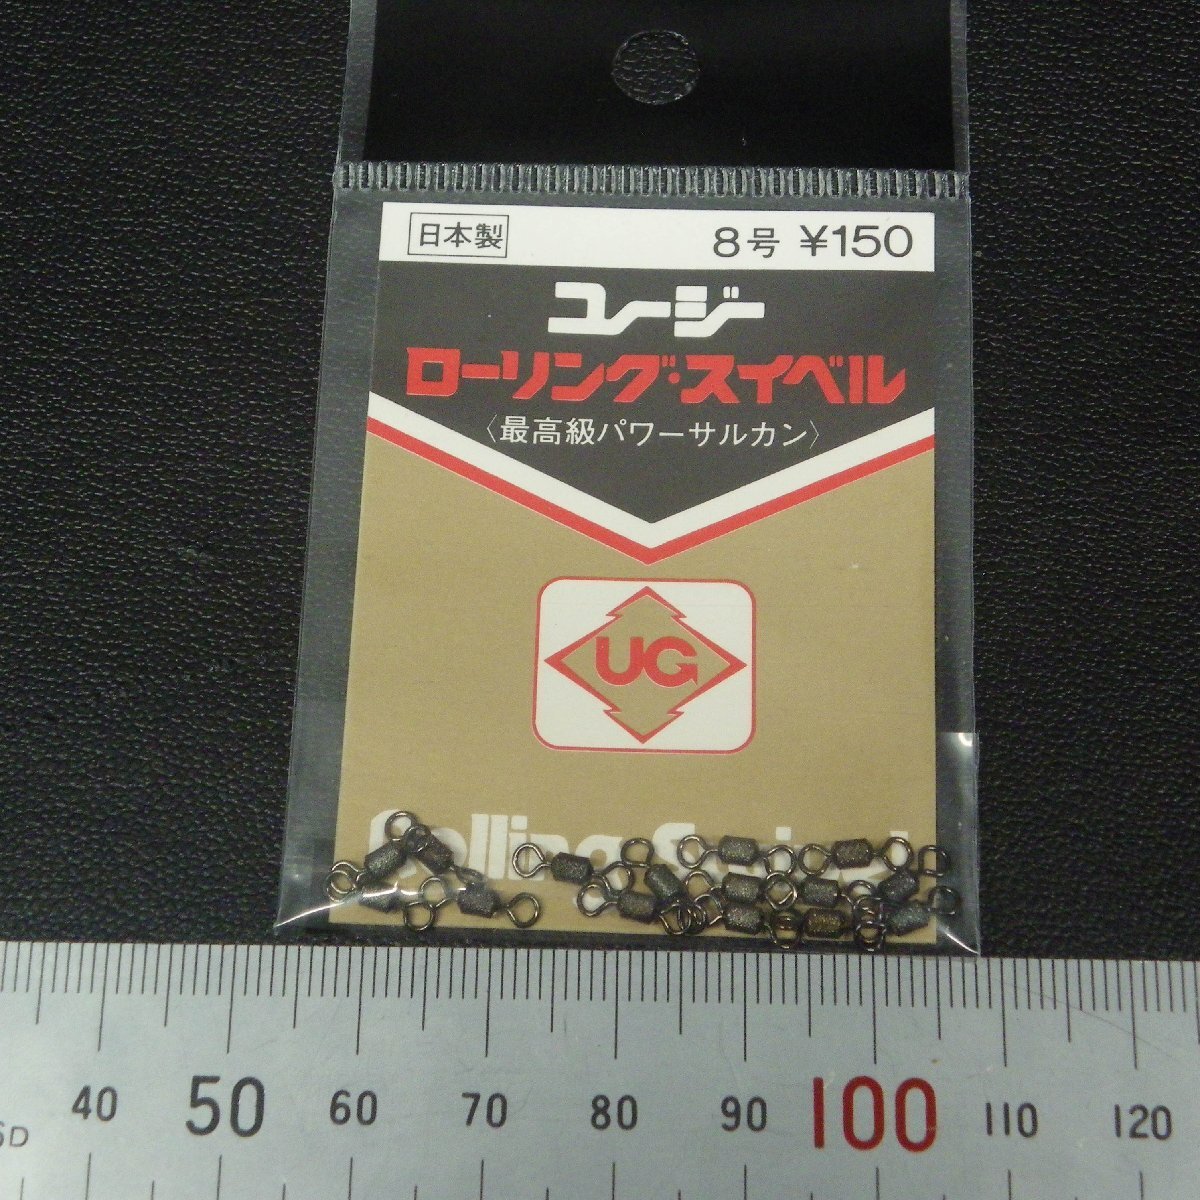 日本製 8号 ¥150
ユージー
ローリング・スイベル
〈最高級パワーサルカン〉
UG
Rolling Swivel
40 50 60 70 80 90 100 110 120